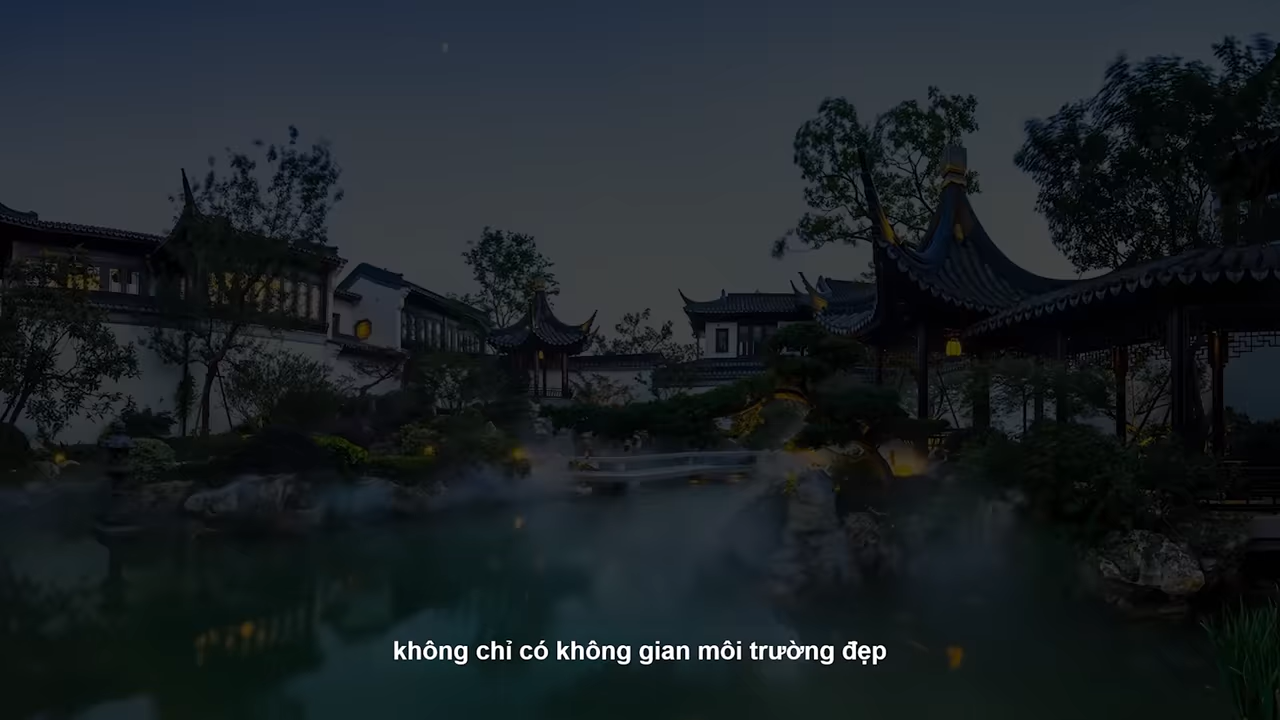 không chỉ có không gian môi trường đẹp